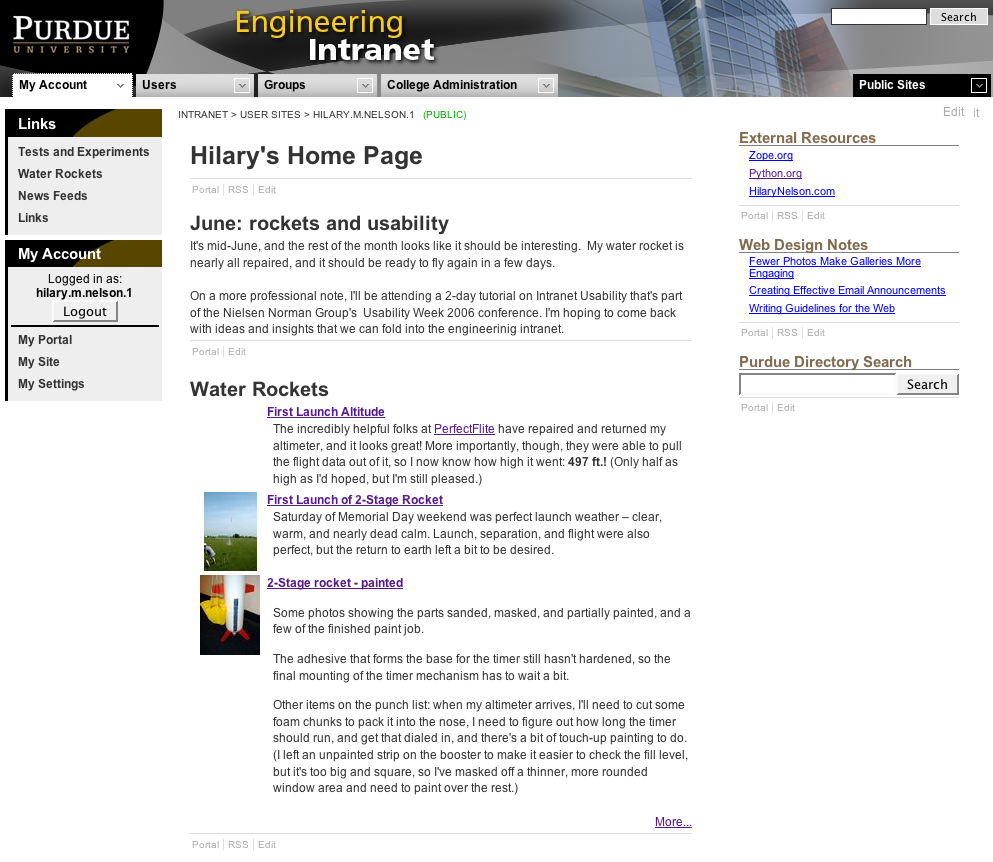 PURDUE
UNIVERSITY
Engineering
Intranet
Search
My Account
Users
Groups
College Administration
Public Sites
INTRANET > USER SITES > HILARY.M.NELSON.1 (PUBLIC)
Edit it
Links
Tests and Experiments
Water Rockets
News Feeds
Links
My Account
Logged in as:
hilary.m.nelson.1
Logout
My Portal
My Site
My Settings
Hilary's Home Page
Portal RSS Edit
June: rockets and usability
It's mid-June, and the rest of the month looks like it should be interesting. My water rocket is
nearly all repaired, and it should be ready to fly again in a few days.
On a more professional note, I'll be attending a 2-day tutorial on Intranet Usability that's part
of the Nielsen Norman Group's Usability Week 2006 conference. I'm hoping to come back
with ideas and insights that we can fold into the engineerinig intranet.
Portal Edit
Water Rockets
First Launch Altitude
The incredibly helpful folks at PerfectFlite have repaired and returned my
altimeter, and it looks great! More importantly, though, they were able to pull
the flight data out of it, so I now know how high it went: 497 ft.! (Only half as
high as I'd hoped, but I'm still pleased.)
First Launch of 2-Stage Rocket
Saturday of Memorial Day weekend was perfect launch weather – clear,
warm, and nearly dead calm. Launch, separation, and flight were also
perfect, but the return to earth left a bit to be desired.
2-Stage rocket - painted
Some photos showing the parts sanded, masked, and partially painted, and a
few of the finished paint job.
The adhesive that forms the base for the timer still hasn't hardened, so the
final mounting of the timer mechanism has to wait a bit.
Other items on the punch list: when my altimeter arrives, I'll need to cut some
foam chunks to pack it into the nose, I need to figure out how long the timer
should run, and get that dialed in, and there's a bit of touch-up painting to do.
(I left an unpainted strip on the booster to make it easier to check the fill level,
but it's too big and square, so I've masked off a thinner, more rounded
window area and need to paint over the rest.)
More...
Portal RSS Edit
External Resources
Zope.org
Python.org
HilaryNelson.com
Portal RSS Edit
Web Design Notes
Fewer Photos Make Galleries More
Engaging
Creating Effective Email Announcements
Writing Guidelines for the Web
Portal RSS Edit
Purdue Directory Search
Search
Portal Edit